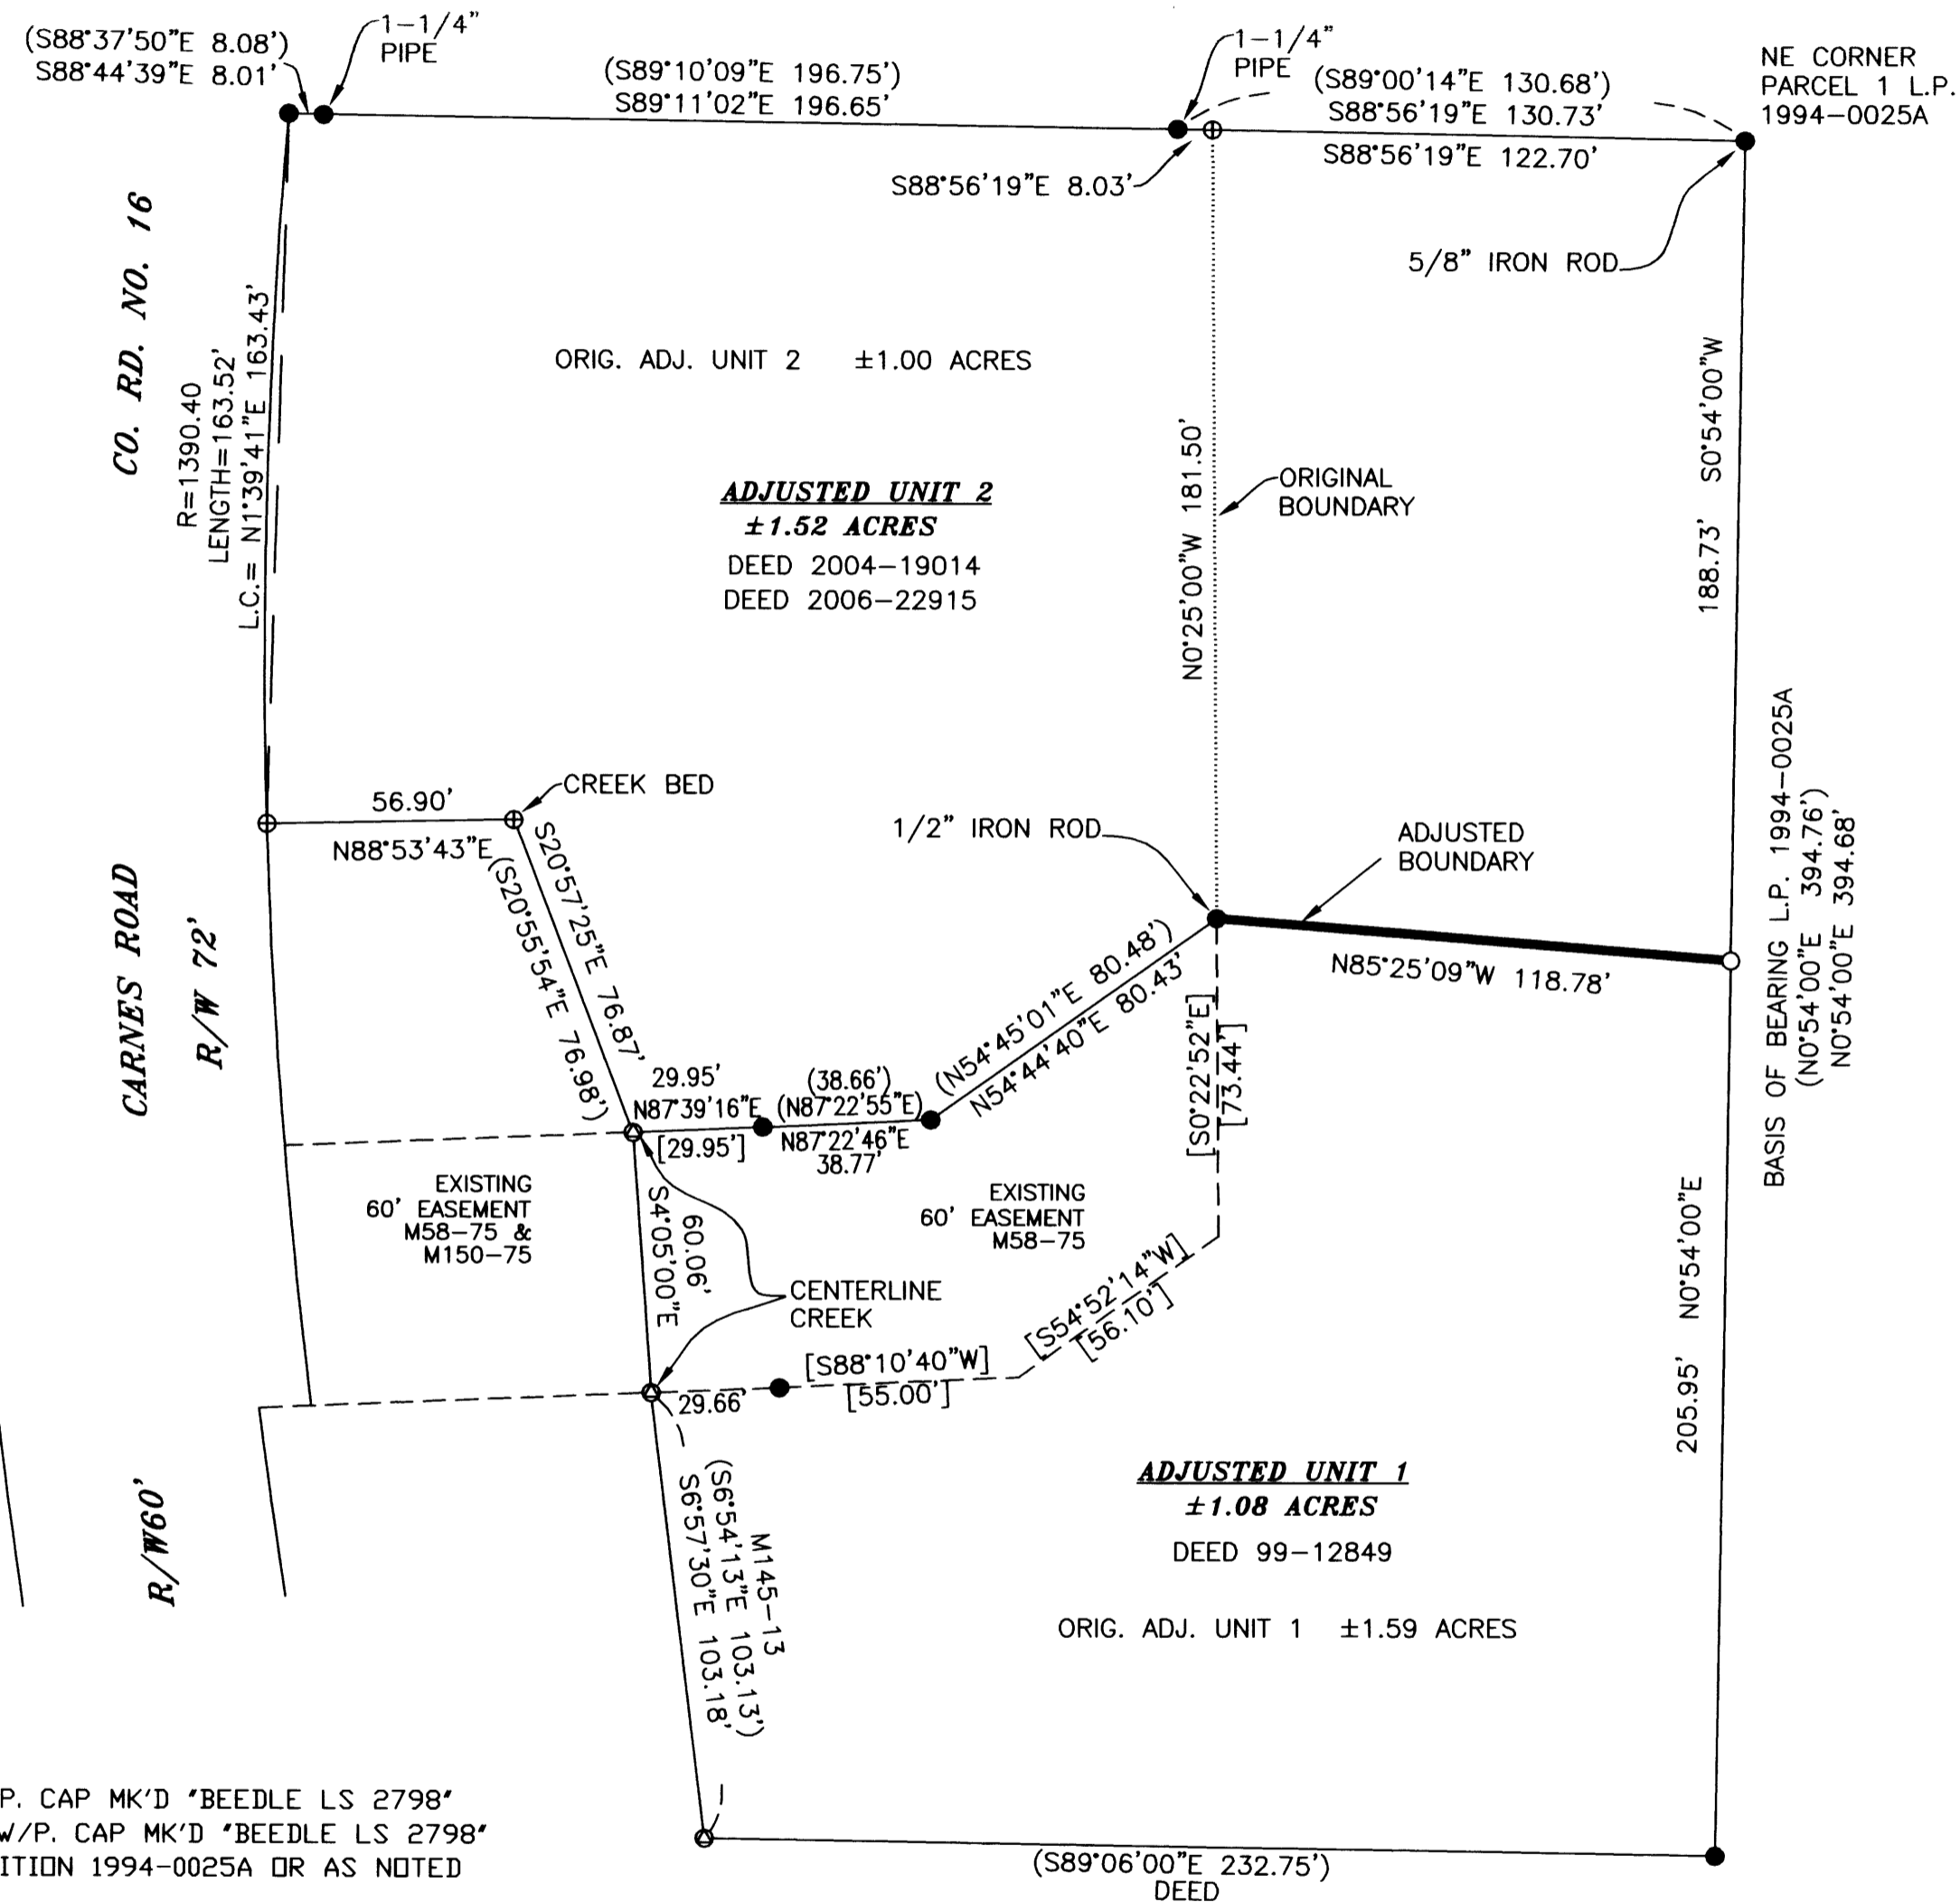 (S88°37'50"E 8.08')
S88°44'39"E 8.01'
1-1/4"
PIPE
(S89°10'09"E 196.75')
S89°11'02"E 196.65'
1-1/4"
PIPE
(S89°00'14"E 130.68')
S88°56'19"E 130.73'
S88°56'19"E 122.70'
NE CORNER
PARCEL 1 L.P.
1994-0025A
S88°56'19"E 8.03'
5/8" IRON ROD
CO. RD. NO. 16
R=1390.40
LENGTH=163.52'
L.C.= N1°39'41"E 163.43'
ORIG. ADJ. UNIT 2 ±1.00 ACRES
ADJUSTED UNIT 2
±1.52 ACRES
DEED 2004-19014
DEED 2006-22915
N0°25'00"W 181.50'
ORIGINAL
BOUNDARY
188.73' S0°54'00"W
56.90'
N88°53'43"E
CREEK BED
S20°57'25"E 76.87'
(S20°55'54"E 76.98')
1/2" IRON ROD
ADJUSTED
BOUNDARY
N85°25'09"W 118.78'
BASIS OF BEARING L.P. 1994-0025A
(N0°54'00"E 394.76')
N0°54'00"E 394.68'
CARNES ROAD
R/W 72'
29.95'
N87°39'16"E
[29.95']
(38.66')
(N87°22'55"E)
N87°22'46"E
38.77'
(N54°45'01"E 80.48')
N54°44'40"E 80.43'
[S0°22'52"E]
[73.44']
EXISTING
60' EASEMENT
M58-75 &
M150-75
60.06'
S4°05'00"E
EXISTING
60' EASEMENT
M58-75
CENTERLINE
CREEK
[S54°52'14"W]
[56.10']
[S88°10'40"W]
[55.00']
29.66'
205.95' N0°54'00"E
R/W60'
M145-13
(S6°54'13"E 103.13')
S6°57'30"E 103.18'
ADJUSTED UNIT 1
±1.08 ACRES
DEED 99-12849
ORIG. ADJ. UNIT 1 ±1.59 ACRES
P. CAP MK'D "BEEDLE LS 2798"
W/P. CAP MK'D "BEEDLE LS 2798"
ITION 1994-0025A OR AS NOTED
(S89°06'00"E 232.75')
DEED